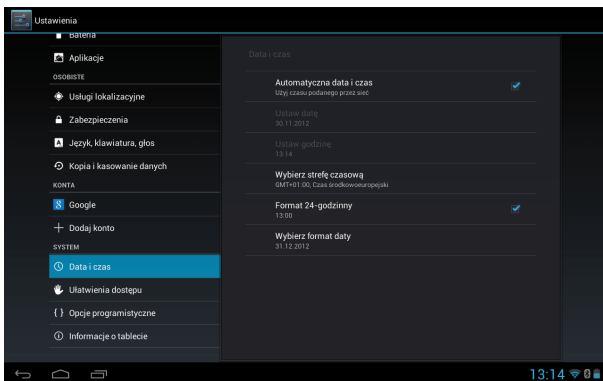 Ustawienia
Bateria
Aplikacje
OSOBISTE
Usługi lokalizacyjne
Zabezpieczenia
Język, klawiatura, głos
Kopia i kasowanie danych
KONTA
Google
Dodaj konto
SYSTEM
Data i czas
Ułatwienia dostępu
Opcje programistyczne
Informacje o tablecie
Data i czas
Automatyczna data i czas
Użyj czasu podanego przez sieć
Ustaw datę
30.11.2012
Ustaw godzinę
13:14
Wybierz strefę czasową
GMT+01:00, Czas środkowoeuropejski
Format 24-godzinny
13:00
Wybierz format daty
31.12.2012
13:14